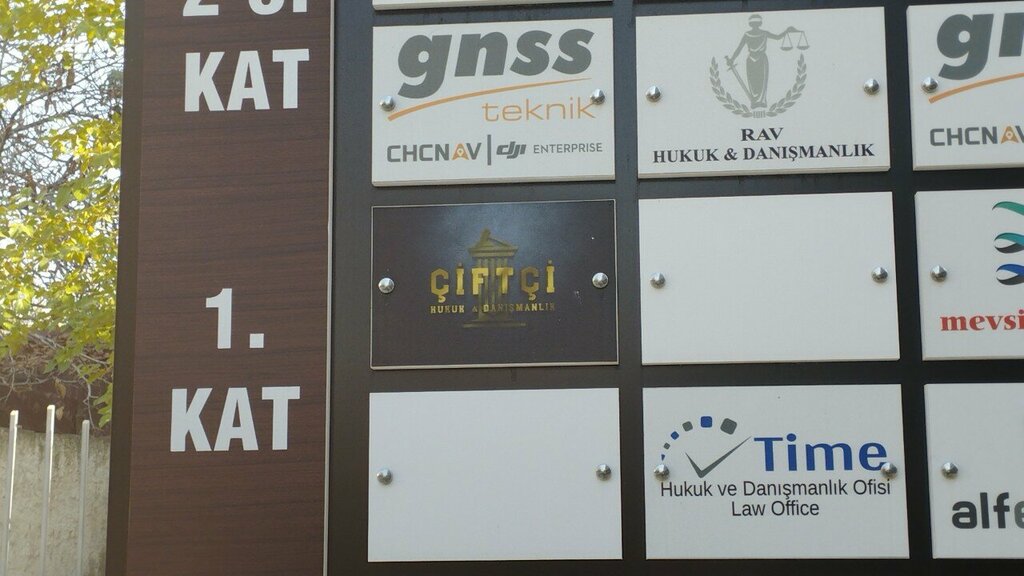 KAT
gnss
teknik
CHCNAV | dji ENTERPRISE
RAV
HUKUK & DANIŞMANLIK
CHCNAV
1.
KAT
ÇİFTÇİ
HUKUK & DANIŞMANLIK
mevsi
Time
Hukuk ve Danışmanlık Ofisi
Law Office
alfe